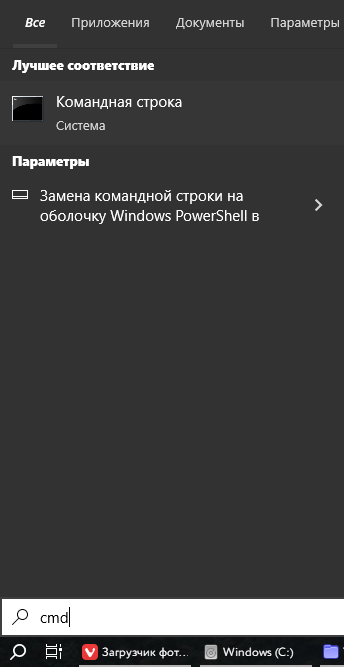 Все Приложения Документы Параметры
Лучшее соответствие
Командная строка
Система
Параметры
Замена командной строки на
оболочку Windows PowerShell в
cmd
Загрузчик фот... Windows (C:)